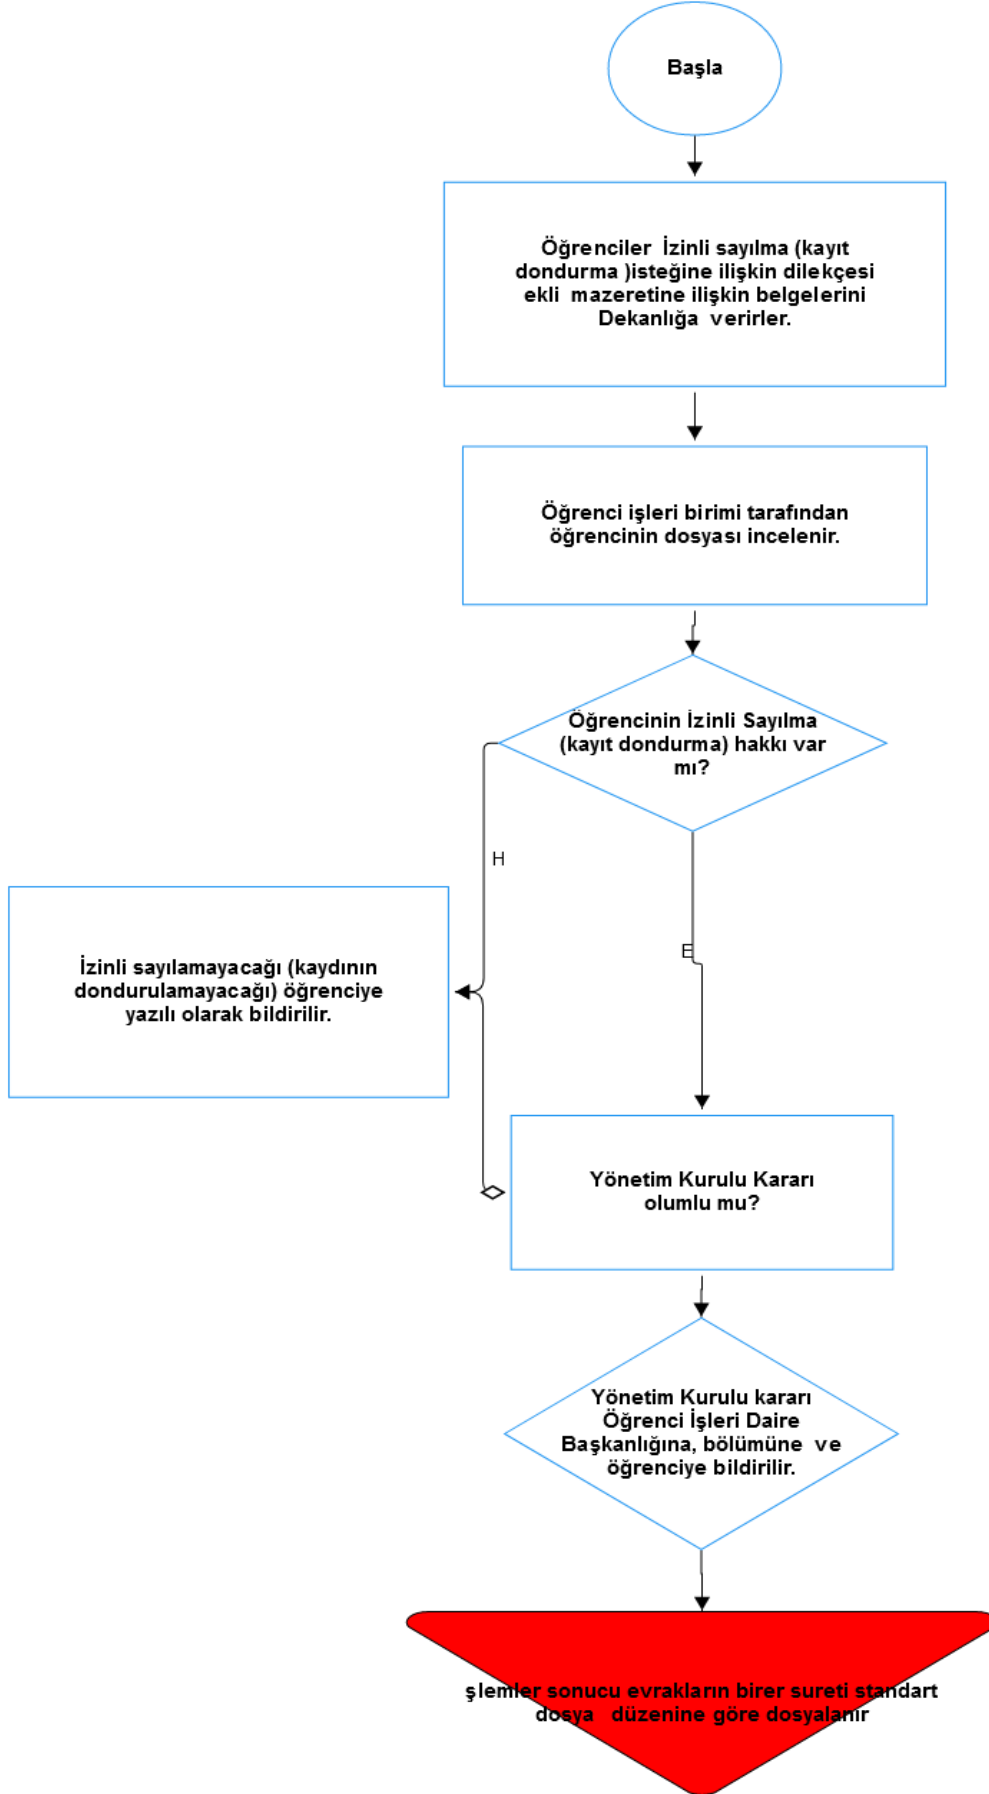 Başla
Öğrenciler İzinli sayılma (kayıt
dondurma )isteğine ilişkin dilekçesi
ekli mazeretine ilişkin belgelerini
Dekanlığa verirler.
Öğrenci işleri birimi tarafından
öğrencinin dosyası incelenir.
Öğrencinin İzinli Sayılma
(kayıt dondurma) hakkı var
mı?
H
E
İzinli sayılamayacağı (kaydının
dondurulamayacağı) öğrenciye
yazılı olarak bildirilir.
Yönetim Kurulu Kararı
olumlu mu?
Yönetim Kurulu kararı
Öğrenci İşleri Daire
Başkanlığına, bölümüne ve
öğrenciye bildirilir.
şlemler sonucu evrakların birer sureti standart
dosya düzenine göre dosyalanır